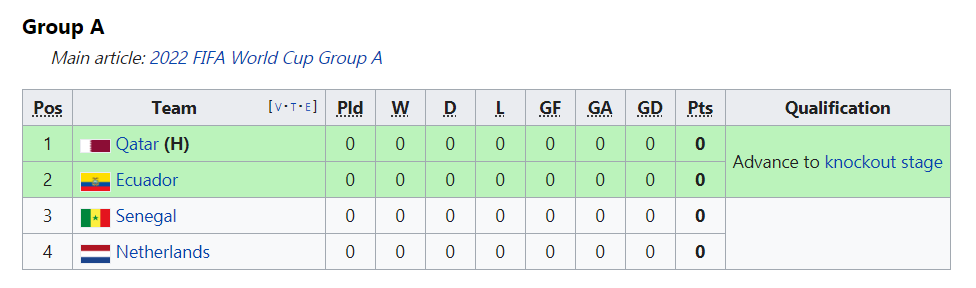 Group A
Main article: 2022 FIFA World Cup Group A
Pos Team [V·T·E] Pld W D L GF GA GD Pts Qualification
1 Qatar (H) 0 0 0 0 0 0 0 0
Advance to knockout stage
2 Ecuador 0 0 0 0 0 0 0 0
3 Senegal 0 0 0 0 0 0 0 0
4 Netherlands 0 0 0 0 0 0 0 0